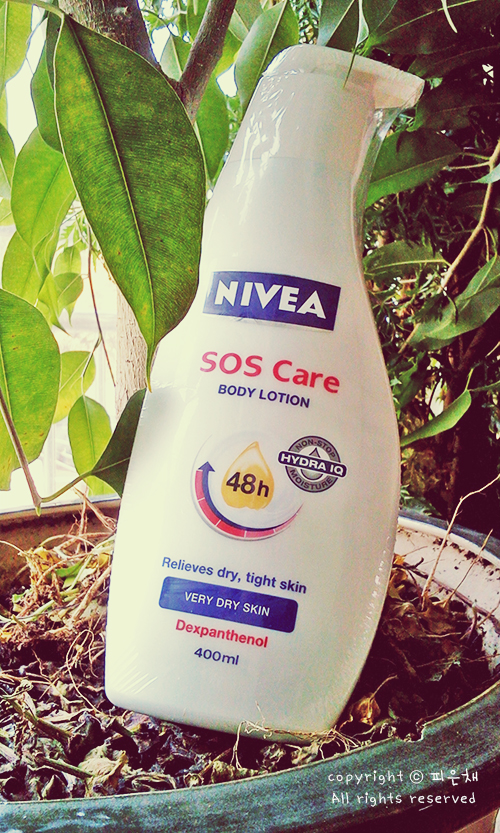 NIVEA
SOS Care
BODY LOTION
48h
NON-STOP
HYDRA IQ
MOISTURE
Relieves dry, tight skin
VERY DRY SKIN
Dexpanthenol
400ml
copyright © 피은채
All rights reserved